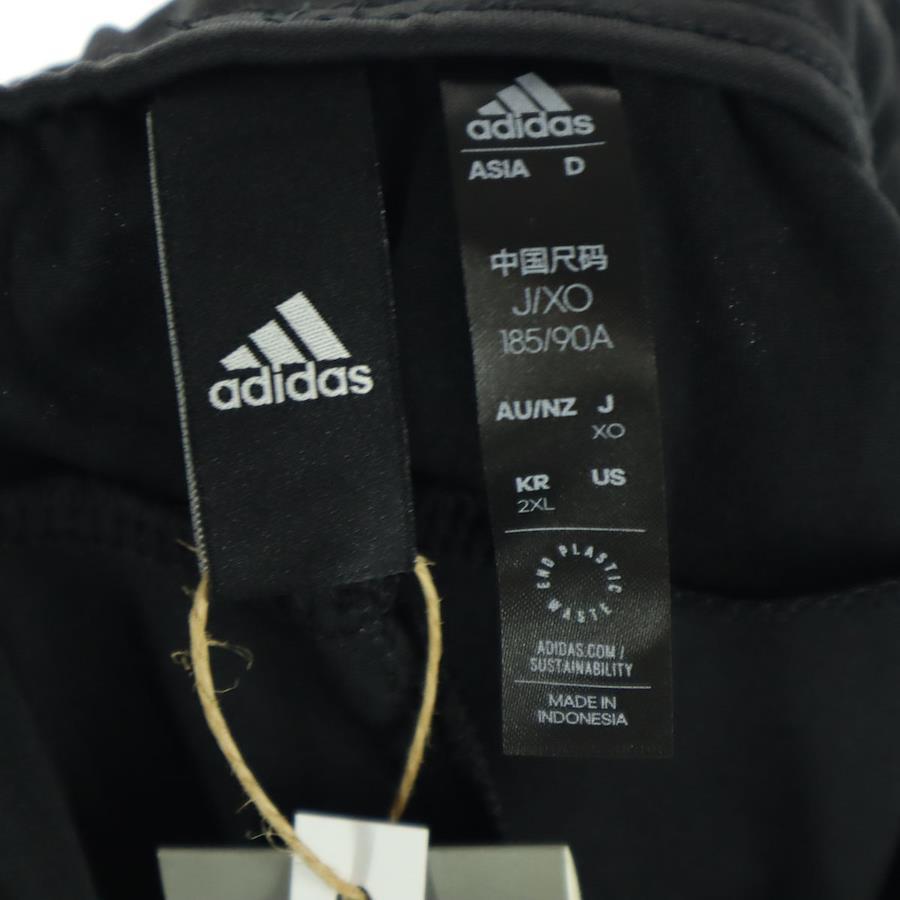 adidas
adidas
ASIA D
中国尺码
J/XO
185/90A
AU/NZ J
XO
KR US
2XL
END PLASTIC WASTE
ADIDAS.COM /
SUSTAINABILITY
MADE IN
INDONESIA